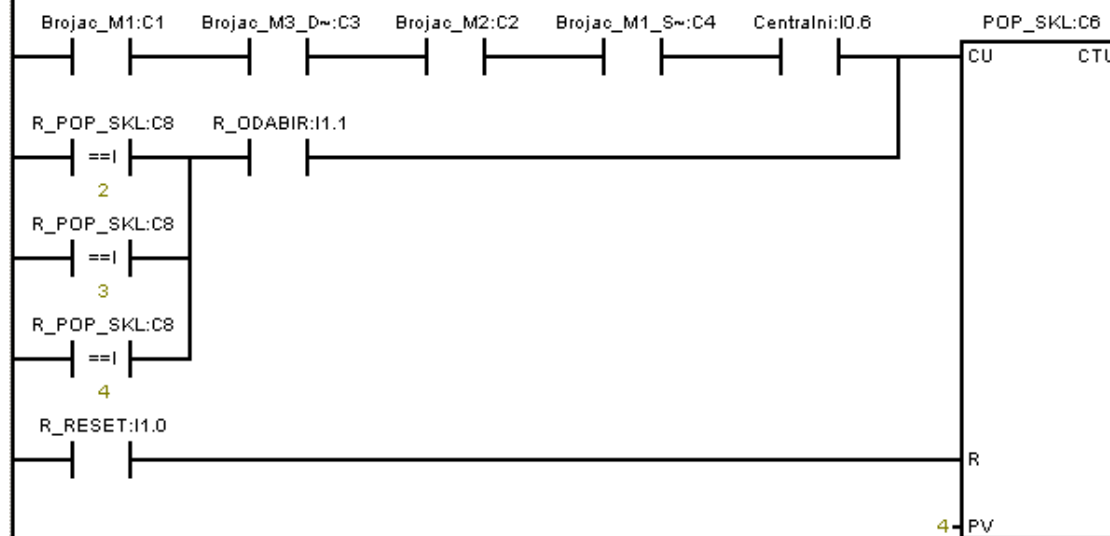 Brojac_M1:C1 Brojac_M3_D~:C3 Brojac_M2:C2 Brojac_M1_S~:C4 Centralni:I0.6 POP_SKL:C6
CU CTU
R_POP_SKL:C8 R_ODABIR:I1.1
==I
2
R_POP_SKL:C8
==I
3
R_POP_SKL:C8
==I
4
R_RESET:I1.0
R
4 PV